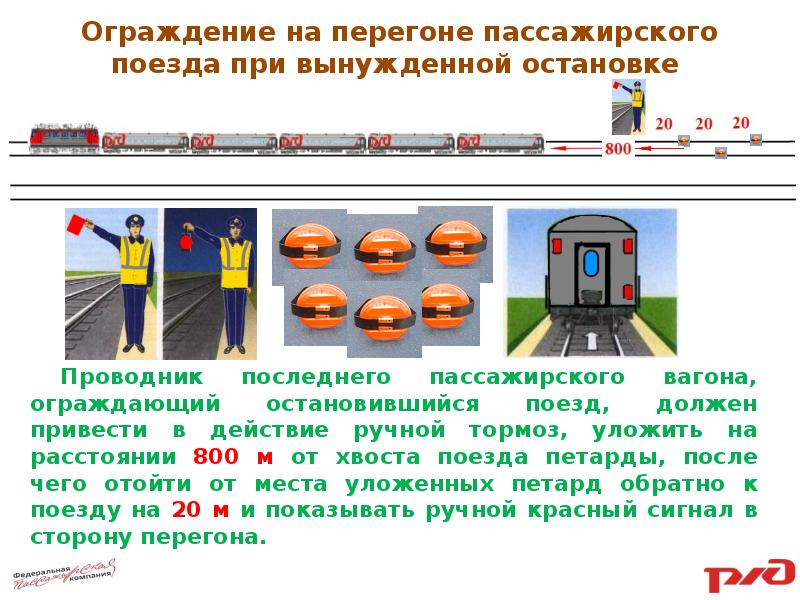 Ограждение на перегоне пассажирского
поезда при вынужденной остановке
20 20 20
800
Проводник последнего пассажирского вагона,
ограждающий остановившийся поезд, должен
привести в действие ручной тормоз, уложить на
расстоянии 800 м от хвоста поезда петарды, после
чего отойти от места уложенных петард обратно к
поезду на 20 м и показывать ручной красный сигнал в
сторону перегона.
Федеральная
Пассажирская
компания
РЖД